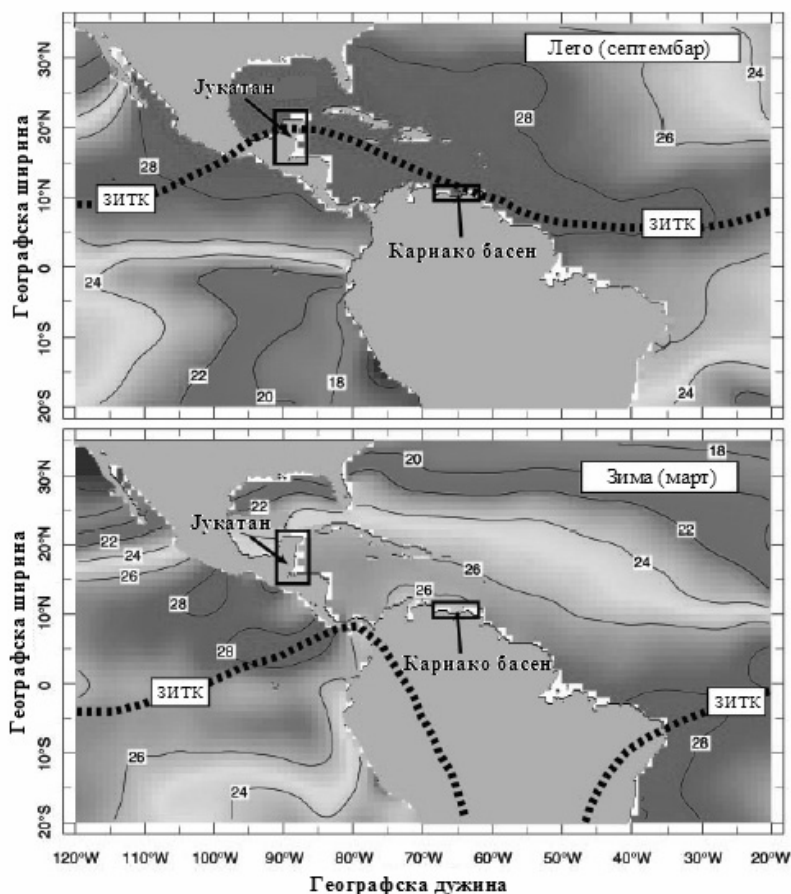 Географска ширина
30°N
20°N
10°N
0
10°S
20°S
Лето (септембар)
Јукатан
Кариако басен
ЗИТК
ЗИТК
28
28
26
24
24
22
20
18
24
Географска ширина
30°N
20°N
10°N
0
10°S
20°S
Зима (март)
Јукатан
Кариако басен
ЗИТК
ЗИТК
20
18
22
22
22
24
24
26
26
26
28
28
28
26
24
120°W 110°W 100°W 90°W 80°W 70°W 60°W 50°W 40°W 30°W 20°W
Географска дужина